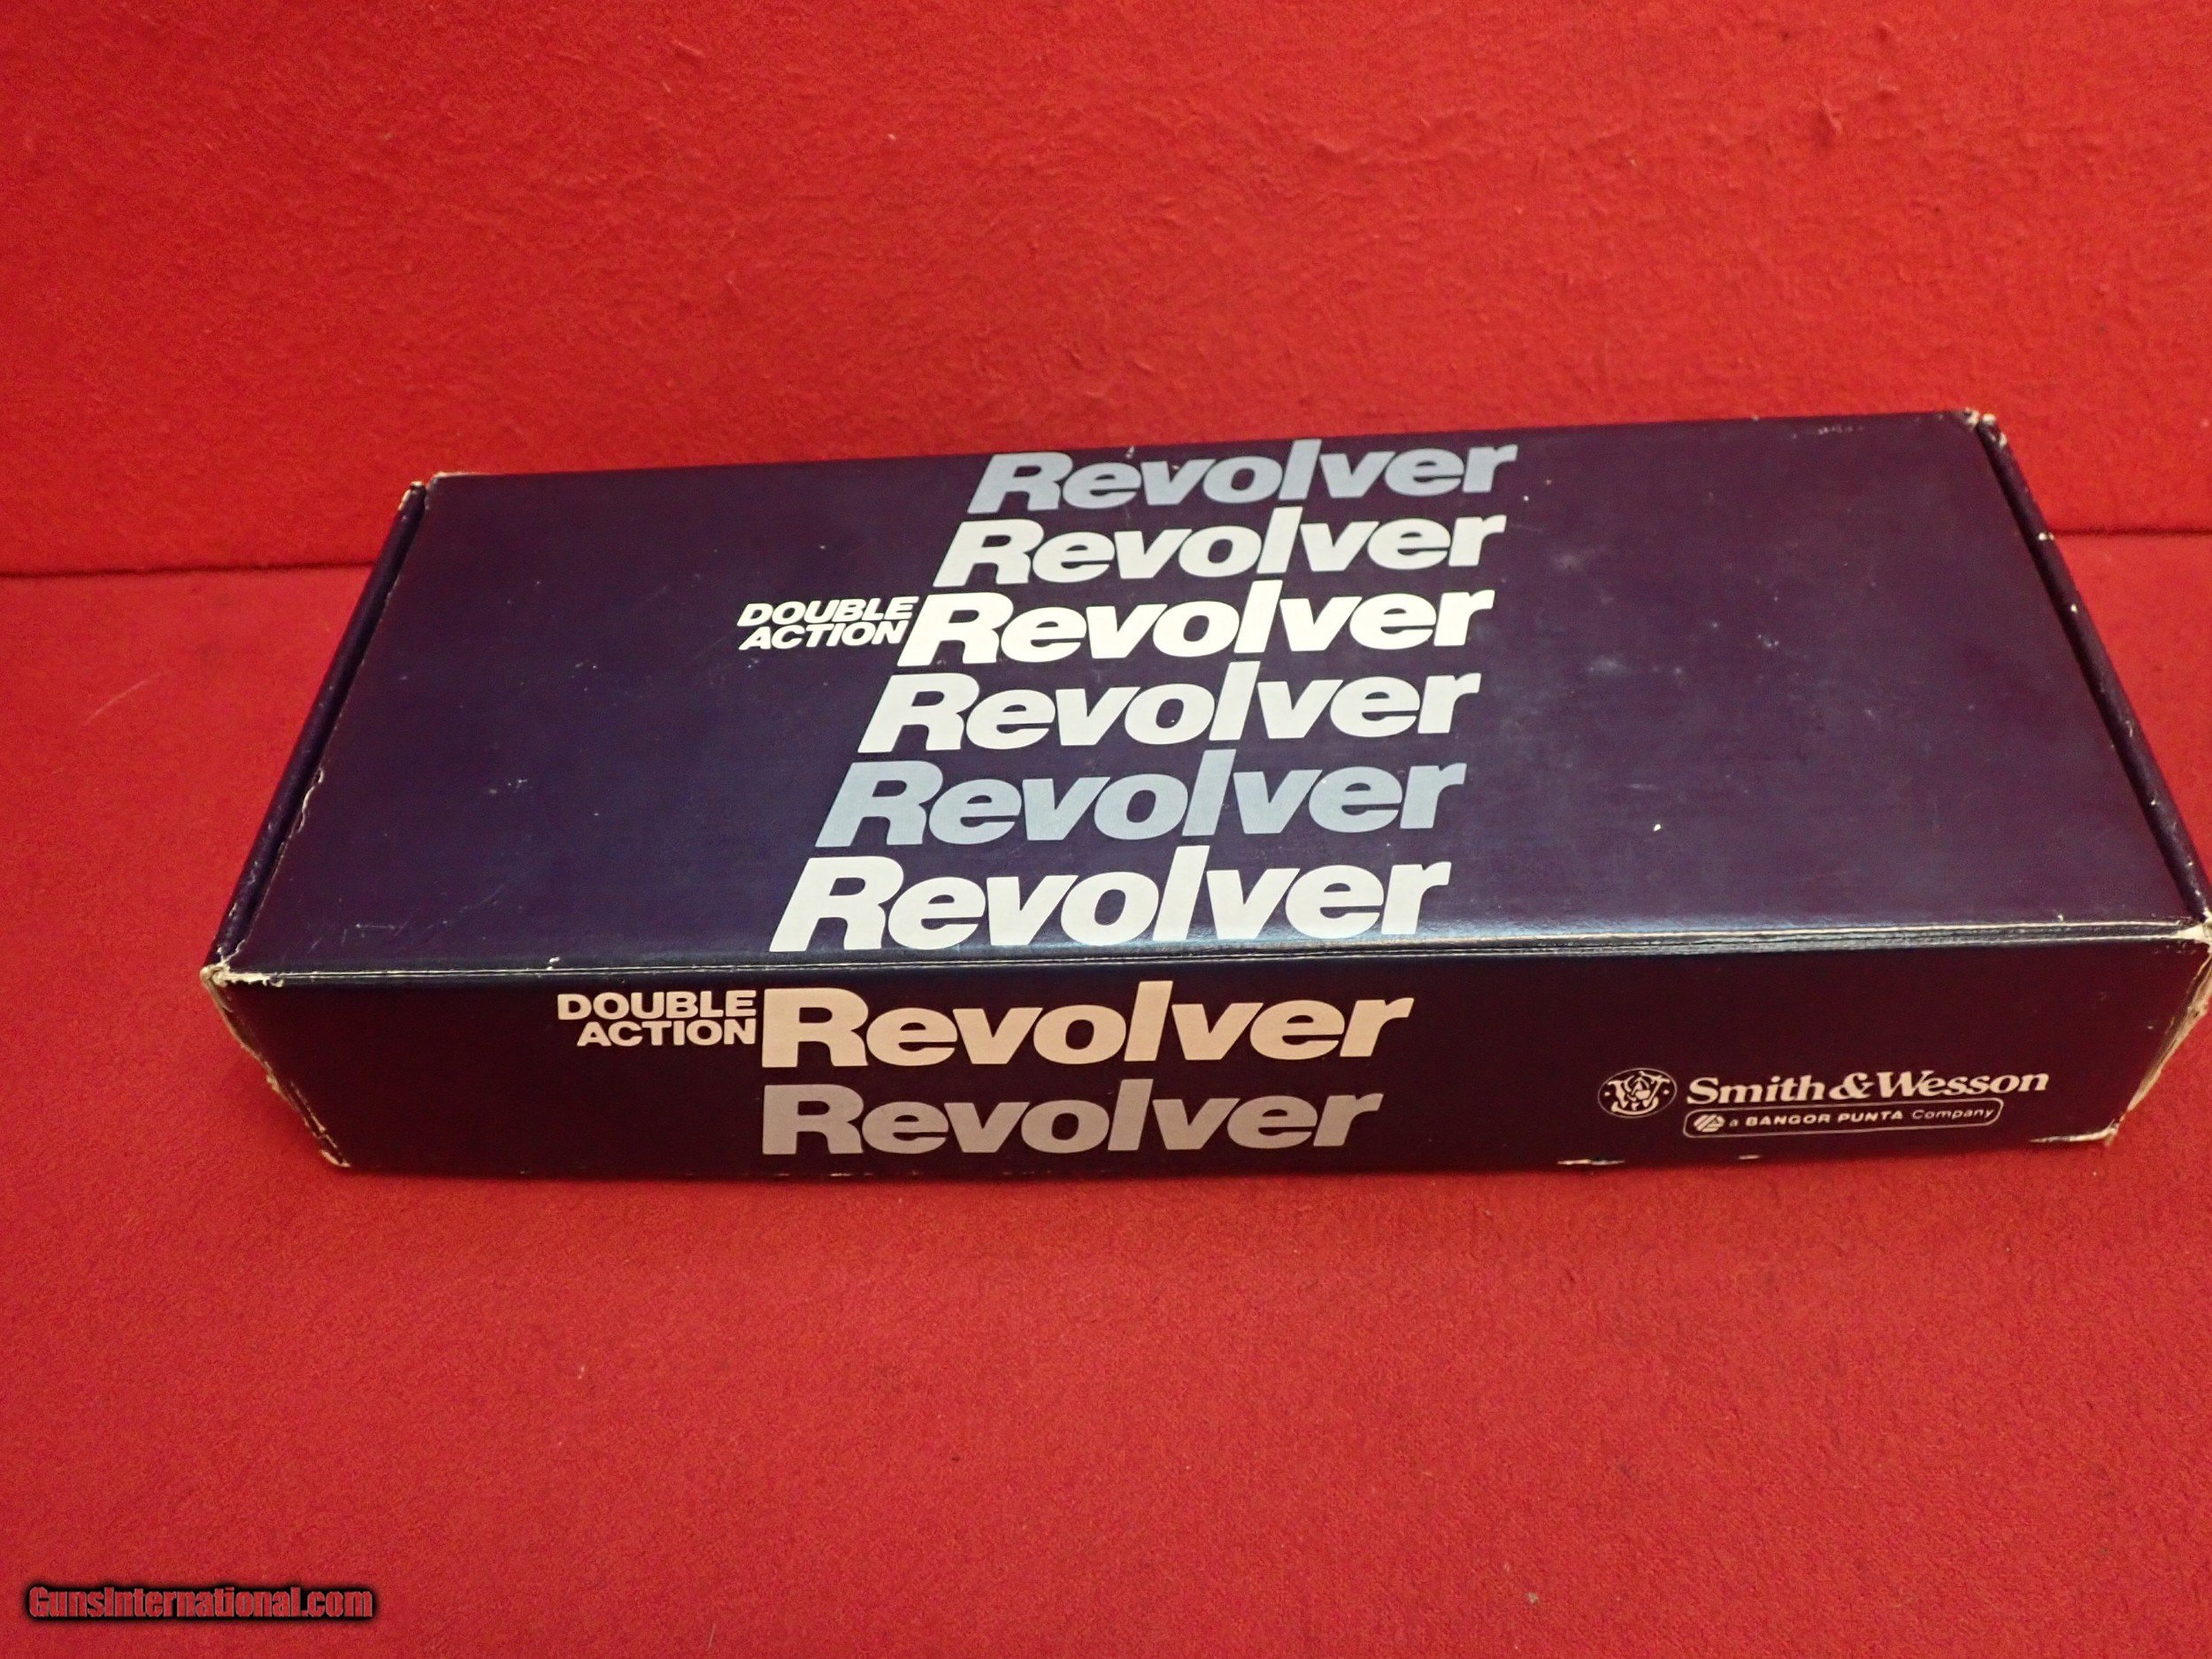 Revolver
Revolver
DOUBLE ACTION Revolver
Revolver
Revolver
Revolver
DOUBLE ACTION Revolver
Revolver
Smith & Wesson
a BANGOR PUNTA Company
GunsInternational.com